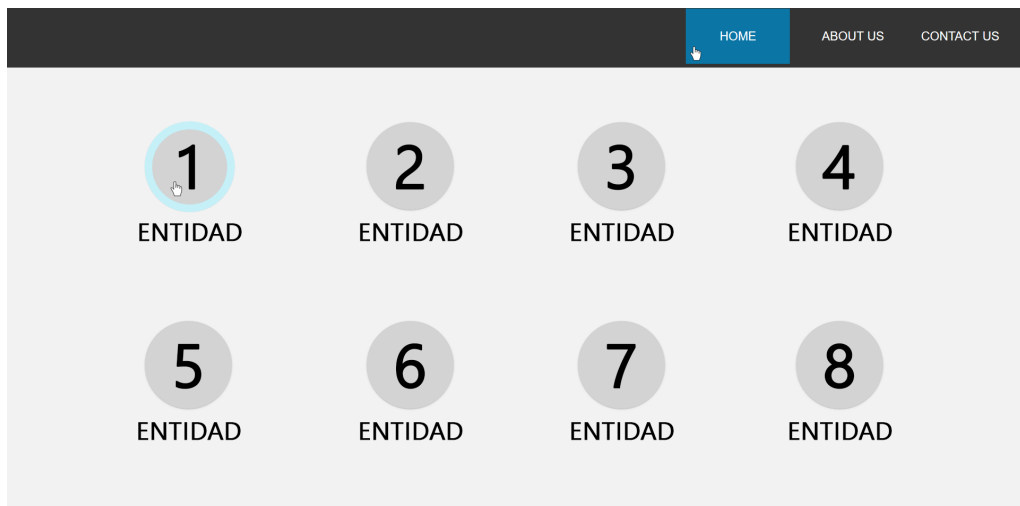 HOME ABOUT US CONTACT US
1 2 3 4
ENTIDAD ENTIDAD ENTIDAD ENTIDAD
5 6 7 8
ENTIDAD ENTIDAD ENTIDAD ENTIDAD